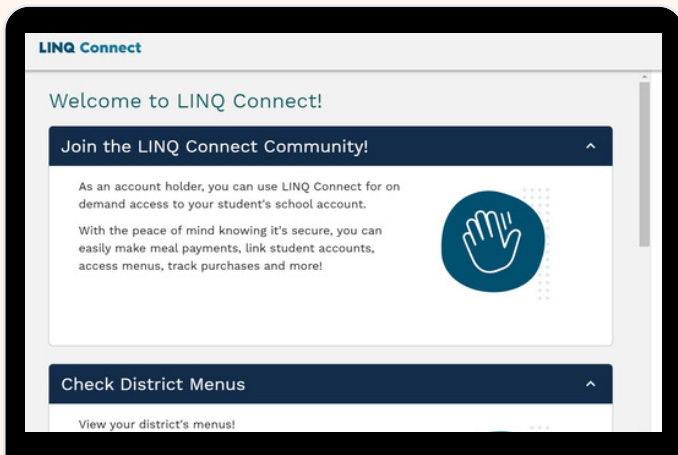 LINQ Connect
Welcome to LINQ Connect!
Join the LINQ Connect Community!
As an account holder, you can use LINQ Connect for on
demand access to your student's school account.
With the peace of mind knowing it's secure, you can
easily make meal payments, link student accounts,
access menus, track purchases and more!
Check District Menus
View your district's menus!